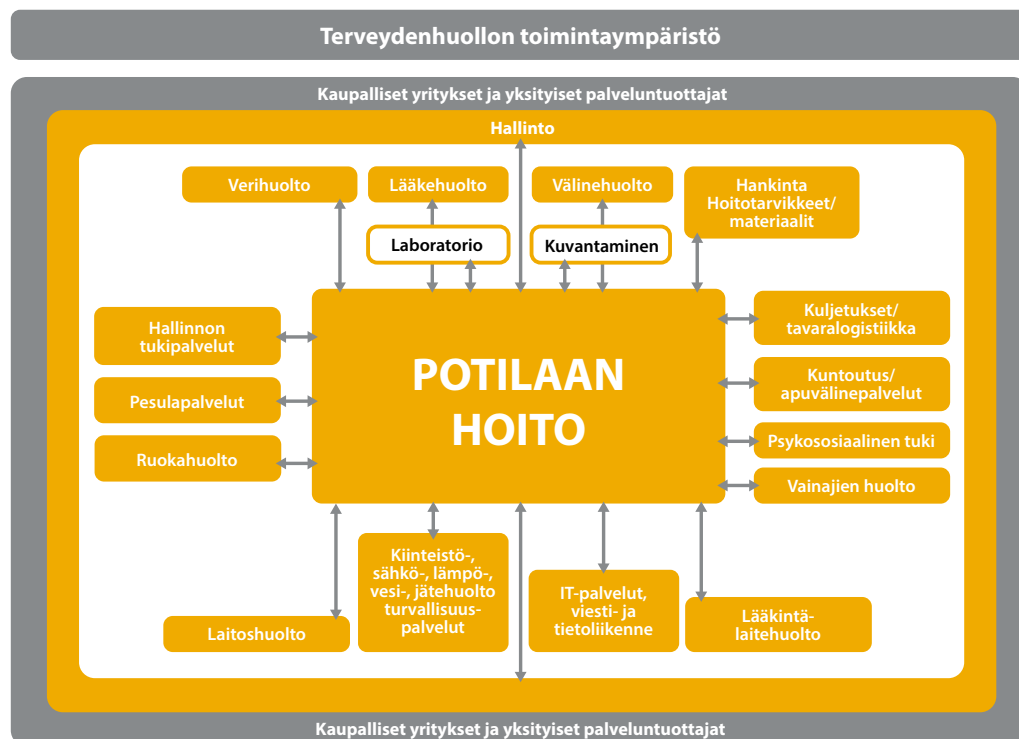 Terveydenhuollon toimintaympäristö
Kaupalliset yritykset ja yksityiset palveluntuottajat
Hallinto
Verihuolto
Lääkehuolto
Välinehuolto
Hankinta
Hoitotarvikkeet/
materiaalit
Laboratorio
Kuvantaminen
Hallinnon
tukipalvelut
Pesulapalvelut
Ruokahuolto
POTILAAN
HOITO
Kuljetukset/
tavaralogistiikka
Kuntoutus/
apuvälinepalvelut
Psykososiaalinen tuki
Vainajien huolto
Laitoshuolto
Kiinteistö-,
sähkö-, lämpö-,
vesi-, jätehuolto
turvallisuus-
palvelut
IT-palvelut,
viesti- ja
tietoliikenne
Lääkintä-
laitehuolto
Kaupalliset yritykset ja yksityiset palveluntuottajat